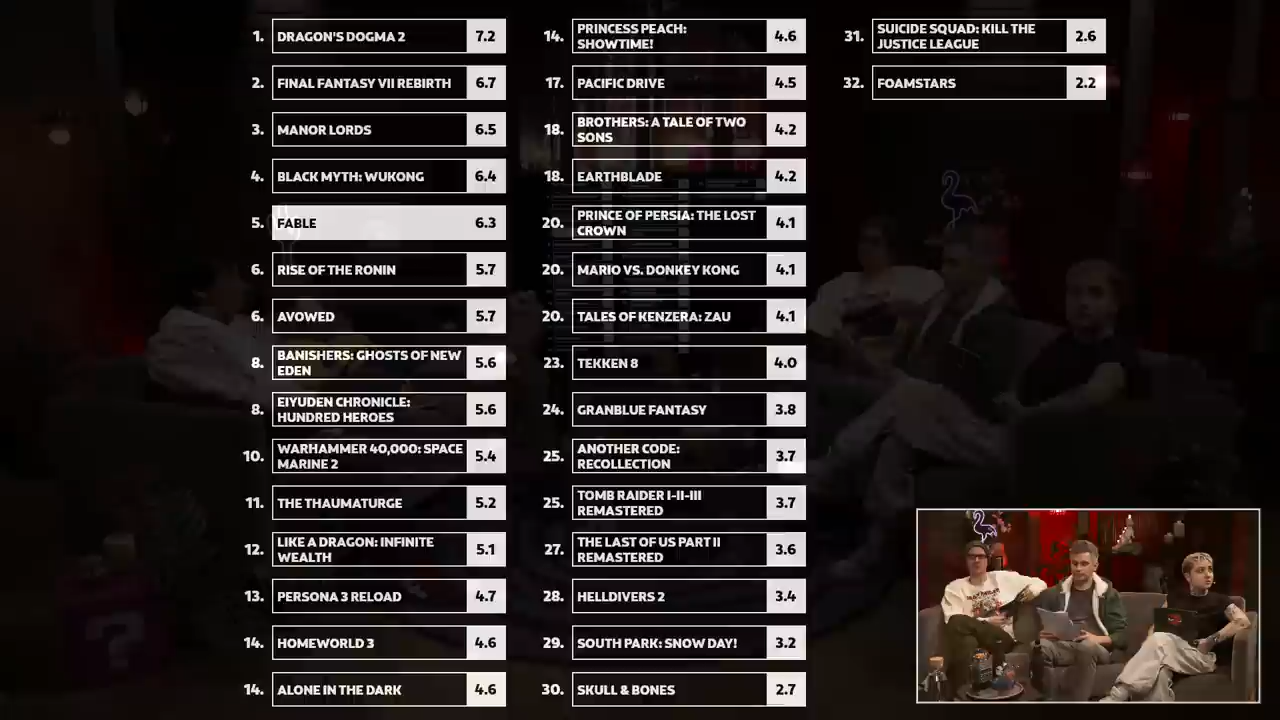 1. DRAGON'S DOGMA 2 7.2
2. FINAL FANTASY VII REBIRTH 6.7
3. MANOR LORDS 6.5
4. BLACK MYTH: WUKONG 6.4
5. FABLE 6.3
6. RISE OF THE RONIN 5.7
6. AVOWED 5.7
8. BANISHERS: GHOSTS OF NEW
EDEN 5.6
8. EIYUDEN CHRONICLE:
HUNDRED HEROES 5.6
10. WARHAMMER 40,000: SPACE
MARINE 2 5.4
11. THE THAUMATURGE 5.2
12. LIKE A DRAGON: INFINITE
WEALTH 5.1
13. PERSONA 3 RELOAD 4.7
14. HOMEWORLD 3 4.6
14. ALONE IN THE DARK 4.6
14. PRINCESS PEACH:
SHOWTIME! 4.6
17. PACIFIC DRIVE 4.5
18. BROTHERS: A TALE OF TWO
SONS 4.2
18. EARTHBLADE 4.2
20. PRINCE OF PERSIA: THE LOST
CROWN 4.1
20. MARIO VS. DONKEY KONG 4.1
20. TALES OF KENZERA: ZAU 4.1
23. TEKKEN 8 4.0
24. GRANBLUE FANTASY 3.8
25. ANOTHER CODE:
RECOLLECTION 3.7
25. TOMB RAIDER I-II-III
REMASTERED 3.7
27. THE LAST OF US PART II
REMASTERED 3.6
28. HELLDIVERS 2 3.4
29. SOUTH PARK: SNOW DAY! 3.2
30. SKULL & BONES 2.7
31. SUICIDE SQUAD: KILL THE
JUSTICE LEAGUE 2.6
32. FOAMSTARS 2.2